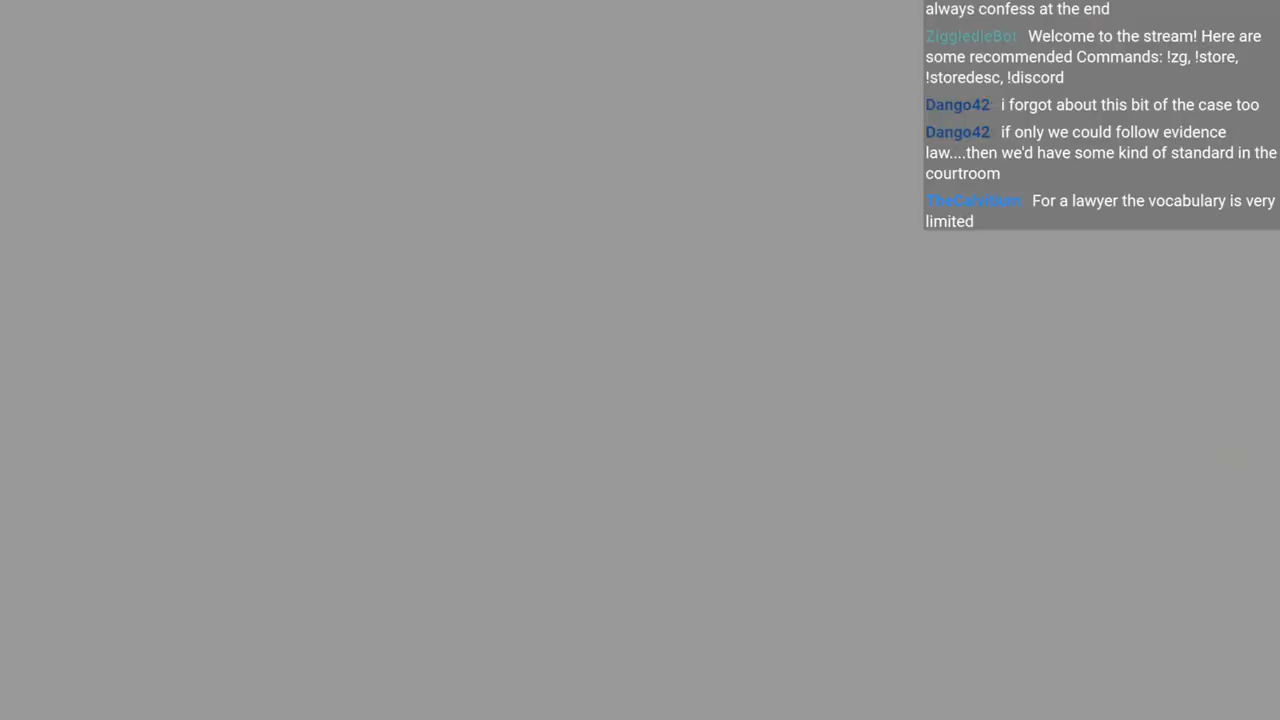 always confess at the end
ZiggledieBot Welcome to the stream! Here are
some recommended Commands: !zg, !store,
!storedesc, !discord
Dango42 i forgot about this bit of the case too
Dango42 if only we could follow evidence
law....then we'd have some kind of standard in the
courtroom
For a lawyer the vocabulary is very
limited